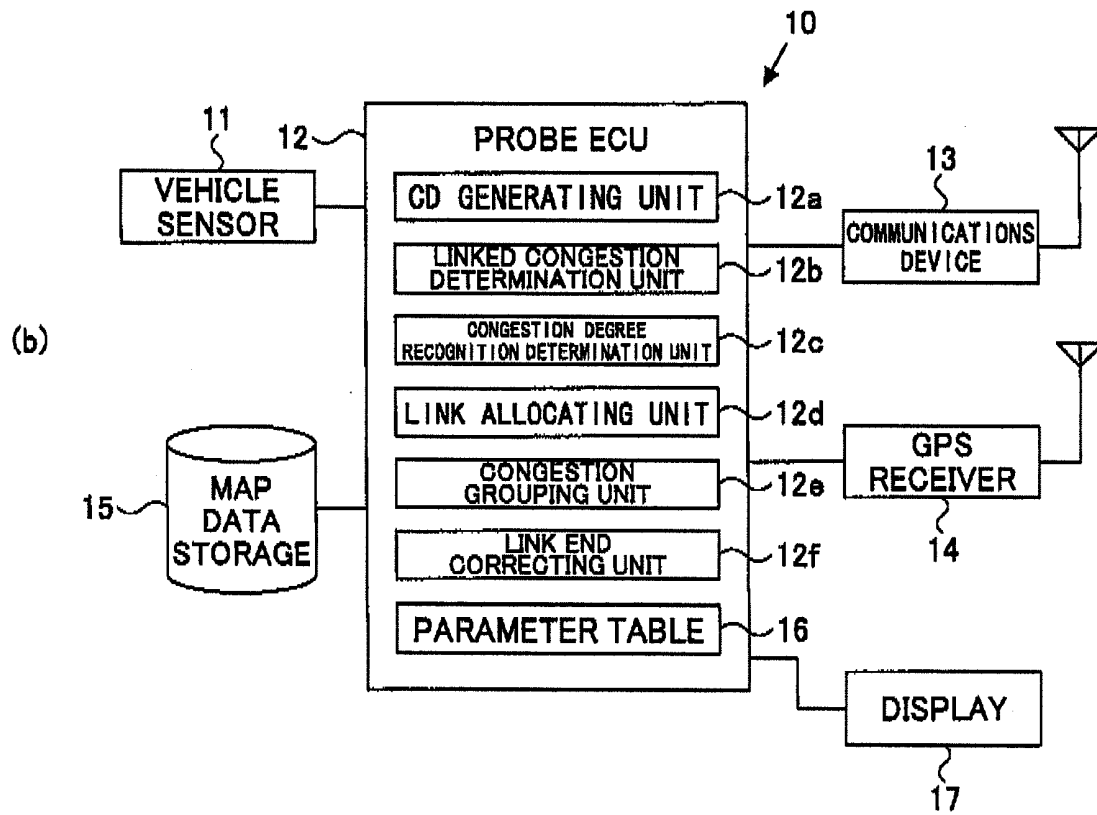 10
11
12
PROBE ECU
VEHICLE
SENSOR
CD GENERATING UNIT
12a
13
COMMUNICATIONS
DEVICE
LINKED CONGESTION
DETERMINATION UNIT
12b
(b)
CONGESTION DEGREE
RECOGNITION DETERMINATION UNIT
12c
LINK ALLOCATING UNIT
12d
GPS
RECEIVER
14
15
MAP
DATA
STORAGE
CONGESTION
GROUPING UNIT
12e
LINK END
CORRECTING UNIT
12f
PARAMETER TABLE
16
DISPLAY
17